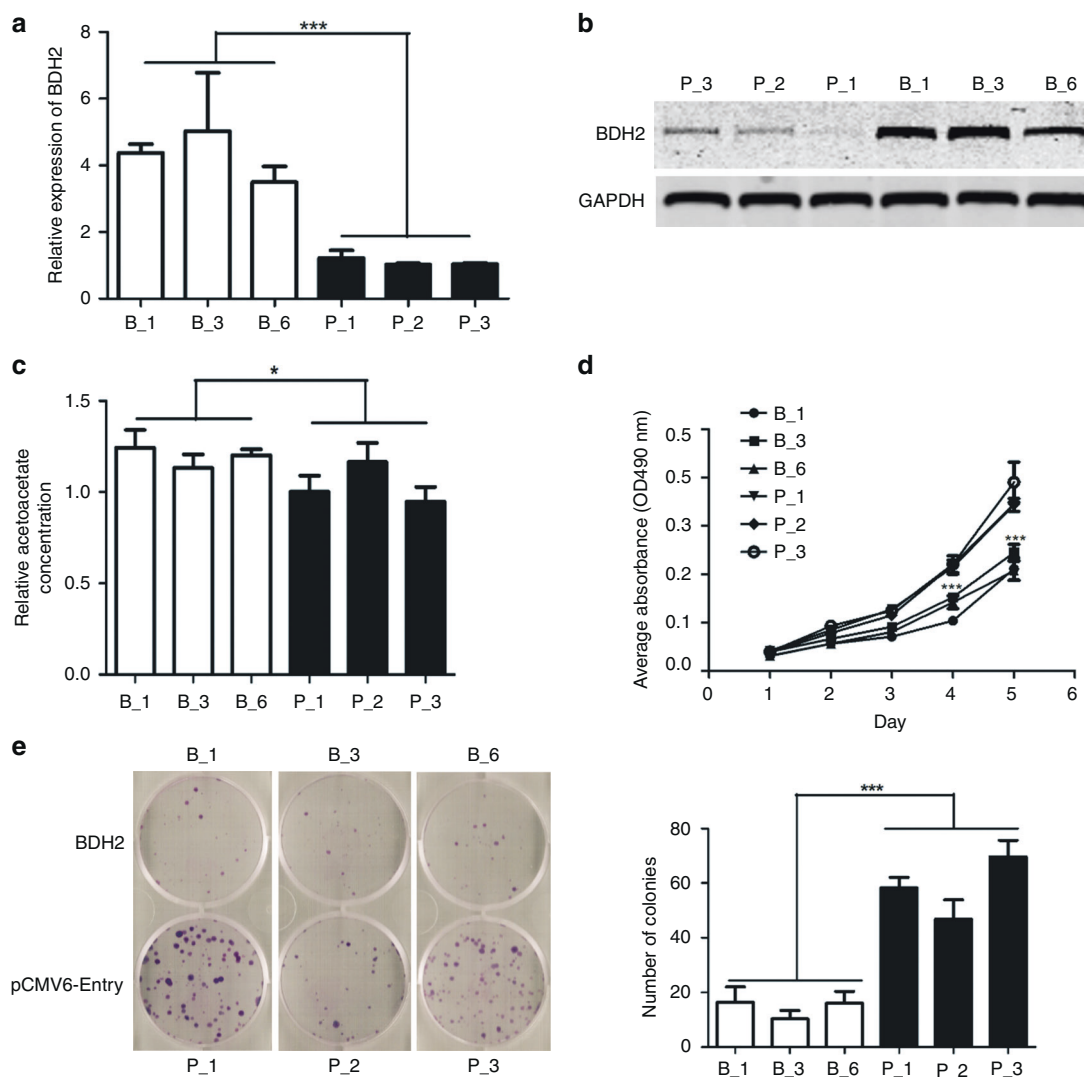 a
Relative expression of BDH2
8
6
4
2
0
***
B_1 B_3 B_6 P_1 P_2 P_3
b
P_3 P_2 P_1 B_1 B_3 B_6
BDH2
GAPDH
c
Relative acetoacetate
concentration
1.5
1.0
0.5
0.0
*
B_1 B_3 B_6 P_1 P_2 P_3
d
Average absorbance (OD490 nm)
0.5
0.5
0.3
0.2
0.1
0.0
B_1
B_3
B_6
P_1
P_2
P_3
***
***
0 1 2 3 4 5 6
Day
e
B_1 B_3 B_6
BDH2
pCMV6-Entry
P_1 P_2 P_3
Number of colonies
80
60
40
20
0
***
B_1 B_3 B_6 P_1 P_2 P_3